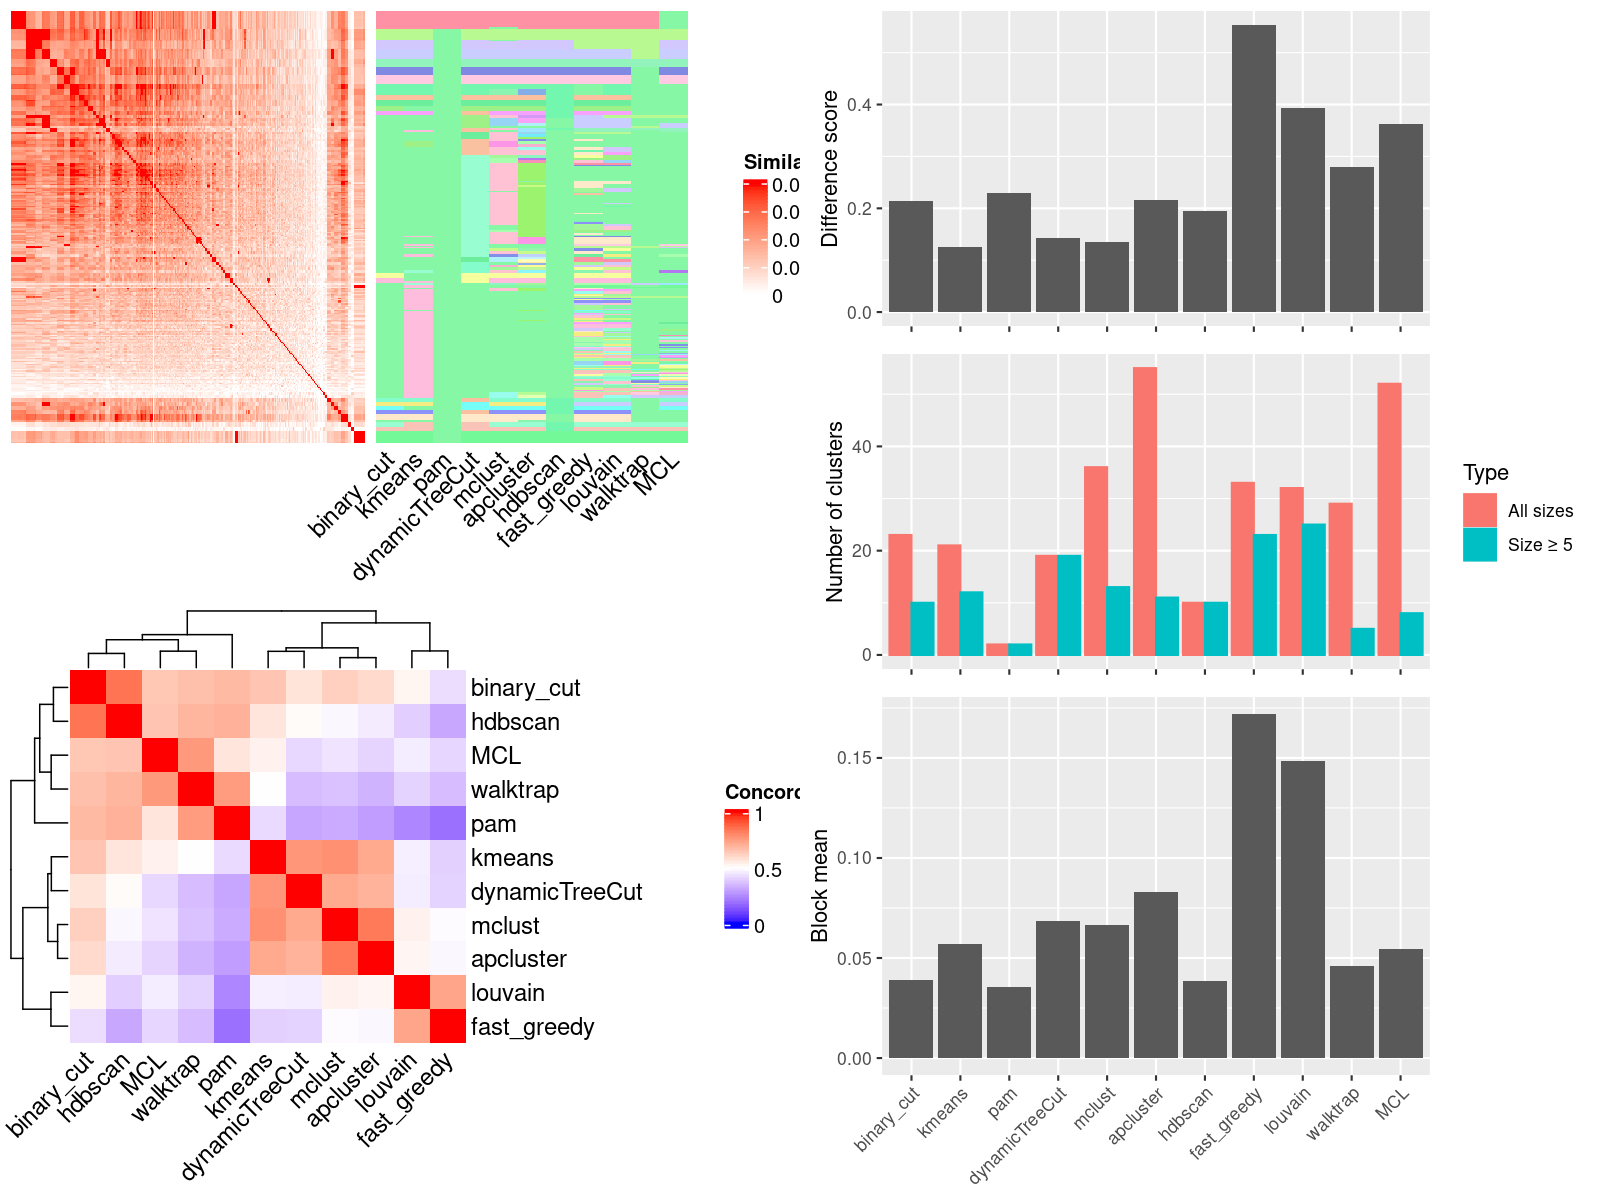 Simila
0.0
0.0
0.0
0.0
0
binary_cut
kmeans
pam
dynamicTreeCut
mclust
apcluster
hdbscan
fast_greedy
louvain
walktrap
MCL
binary_cut
hdbscan
MCL
walktrap
pam
kmeans
dynamicTreeCut
mclust
apcluster
louvain
fast_greedy
Concord
1
0.5
0
binary_cut
hdbscan
MCL
walktrap
pam
kmeans
dynamicTreeCut
mclust
apcluster
louvain
fast_greedy
Difference score
0.4
0.2
0.0
Number of clusters
40
20
0
Type
All sizes
Size ≥ 5
Block mean
0.15
0.10
0.05
0.00
binary_cut
kmeans
pam
dynamicTreeCut
mclust
apcluster
hdbscan
fast_greedy
louvain
walktrap
MCL